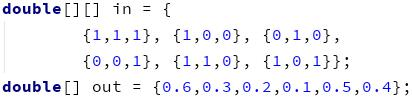 double[][] in = {
{1,1,1}, {1,0,0}, {0,1,0},
{0,0,1}, {1,1,0}, {1,0,1}};
double[] out = {0.6,0.3,0.2,0.1,0.5,0.4};